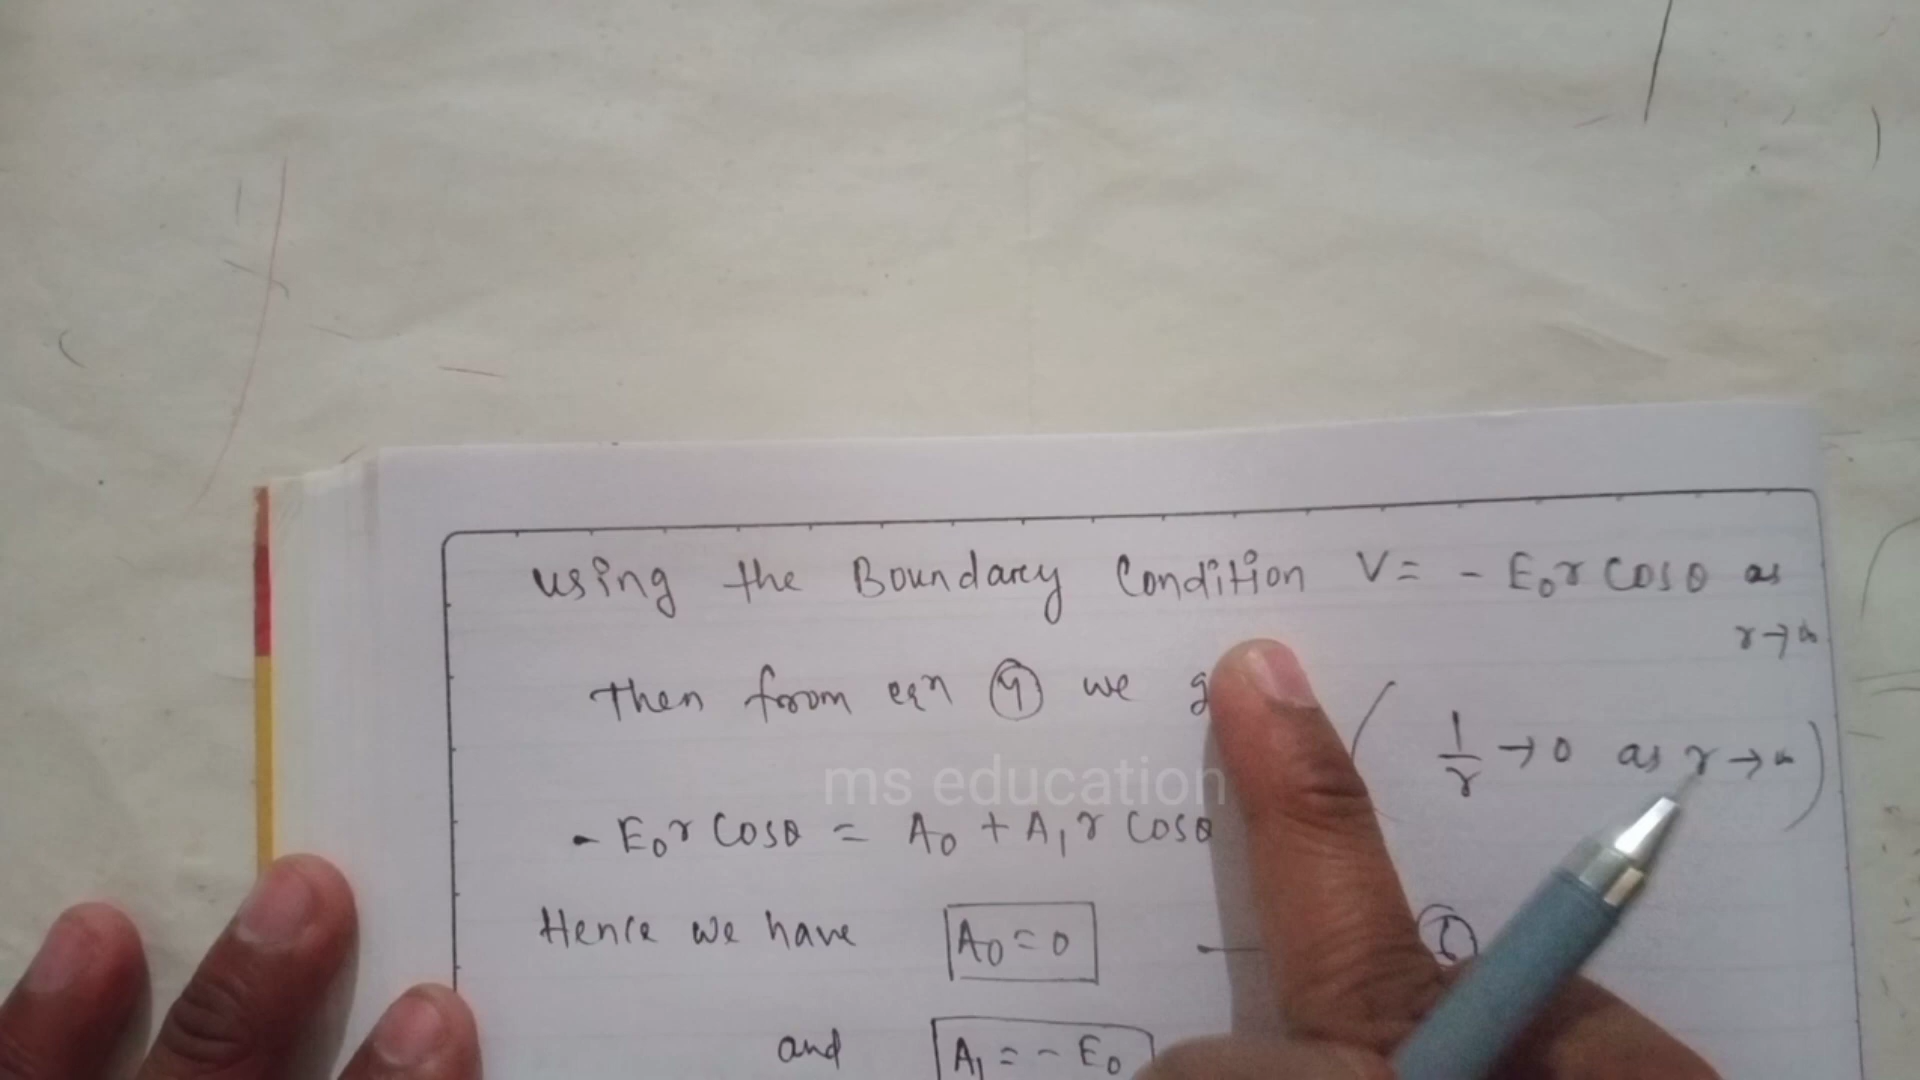 using the Boundary Condition V = - E₀r Cosθ as
r→∞
Then from eqn ④ we
(1/r → 0 as r→∞)
ms education
- E₀r Cosθ = A₀ + A₁r Cosθ
Hence we have A₀ = 0
and A₁ = - E₀